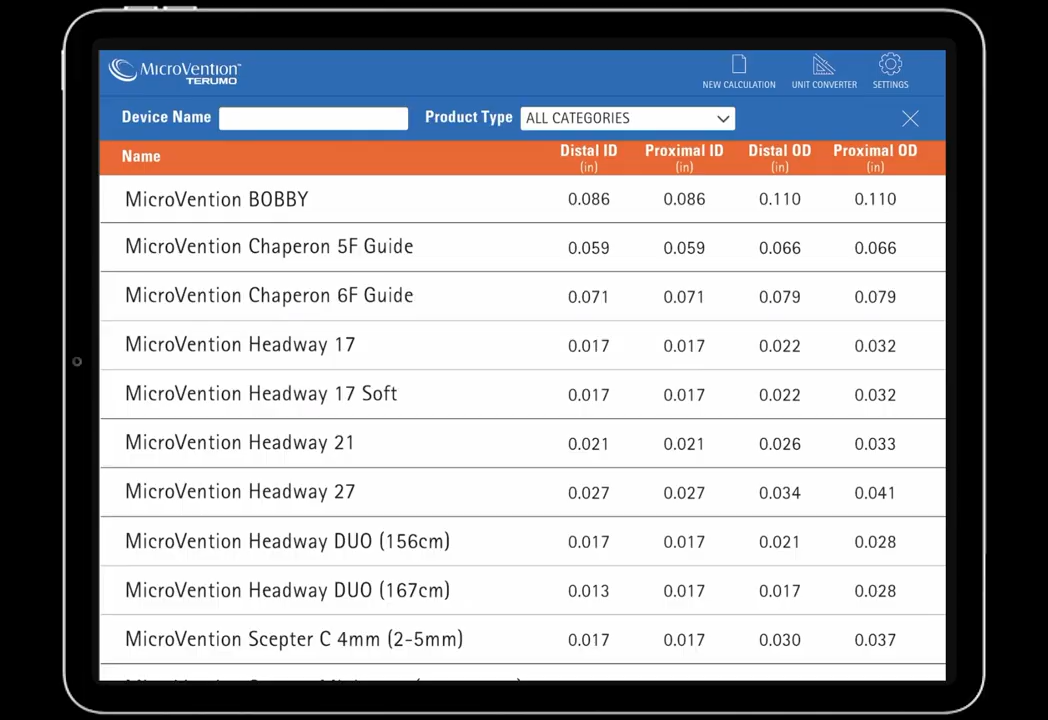 MicroVention™
TERUMO
NEW CALCULATION UNIT CONVERTER SETTINGS
Device Name Product Type ALL CATEGORIES
Name Distal ID (in) Proximal ID (in) Distal OD (in) Proximal OD (in)
MicroVention BOBBY 0.086 0.086 0.110 0.110
MicroVention Chaperon 5F Guide 0.059 0.059 0.066 0.066
MicroVention Chaperon 6F Guide 0.071 0.071 0.079 0.079
MicroVention Headway 17 0.017 0.017 0.022 0.032
MicroVention Headway 17 Soft 0.017 0.017 0.022 0.032
MicroVention Headway 21 0.021 0.021 0.026 0.033
MicroVention Headway 27 0.027 0.027 0.034 0.041
MicroVention Headway DUO (156cm) 0.017 0.017 0.021 0.028
MicroVention Headway DUO (167cm) 0.013 0.017 0.017 0.028
MicroVention Scepter C 4mm (2-5mm) 0.017 0.017 0.030 0.037